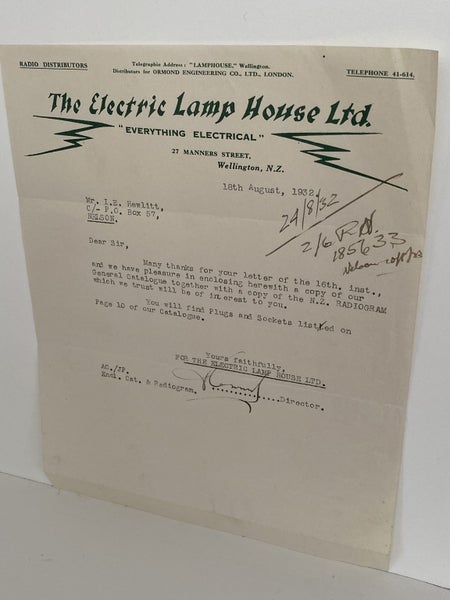 RADIO DISTRIBUTORS
Telegraphic Address: "LAMPHOUSE," Wellington.
Distributors for ORMOND ENGINEERING CO., LTD., LONDON.
TELEPHONE 41-614.
The Electric Lamp House Ltd.
"EVERYTHING ELECTRICAL"
27 MANNERS STREET,
Wellington, N.Z.
18th August, 1932.
24/8/32
2/6 R.N.
185633
Nelson
Mr. I.E. Hewlitt,
C/- P.O. Box 57,
NELSON.
Dear Sir,
Many thanks for your letter of the 16th. inst.,
and we have pleasure in enclosing herewith a copy of our
General Catalogue together with a copy of the N.Z. RADIOGRAM
which we trust will be of interest to you.
You will find Plugs and Sockets listed on
Page 10 of our Catalogue.
Yours faithfully.
FOR THE ELECTRIC LAMP HOUSE LTD.
AC./JP.
Encl. Cat. & Radiogram.
Director.